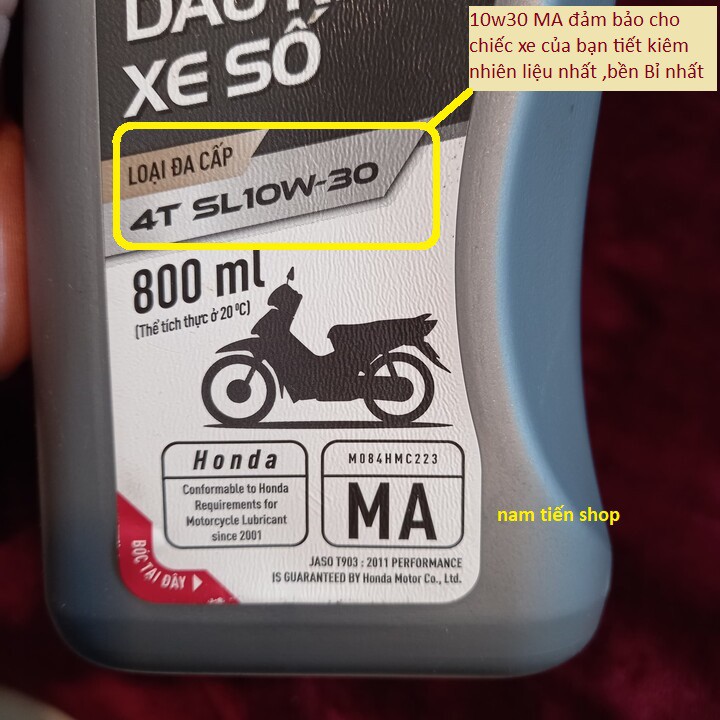 XE SỐ
10w30 MA đảm bảo cho
chiếc xe của bạn tiết kiêm
nhiên liệu nhất ,bền Bỉ nhất
LOẠI ĐA CẤP
4T SL10W-30
800 ml
(Thể tích thực ở 20 ⁰C)
Honda
Conformable to Honda
Requirements for
Motorcycle Lubricant
since 2001
M084HMC223
MA
nam tiến shop
JASO T903 : 2011 PERFORMANCE
IS GUARANTEED BY Honda Motor Co., Ltd.
BÓC TẠI ĐÂY